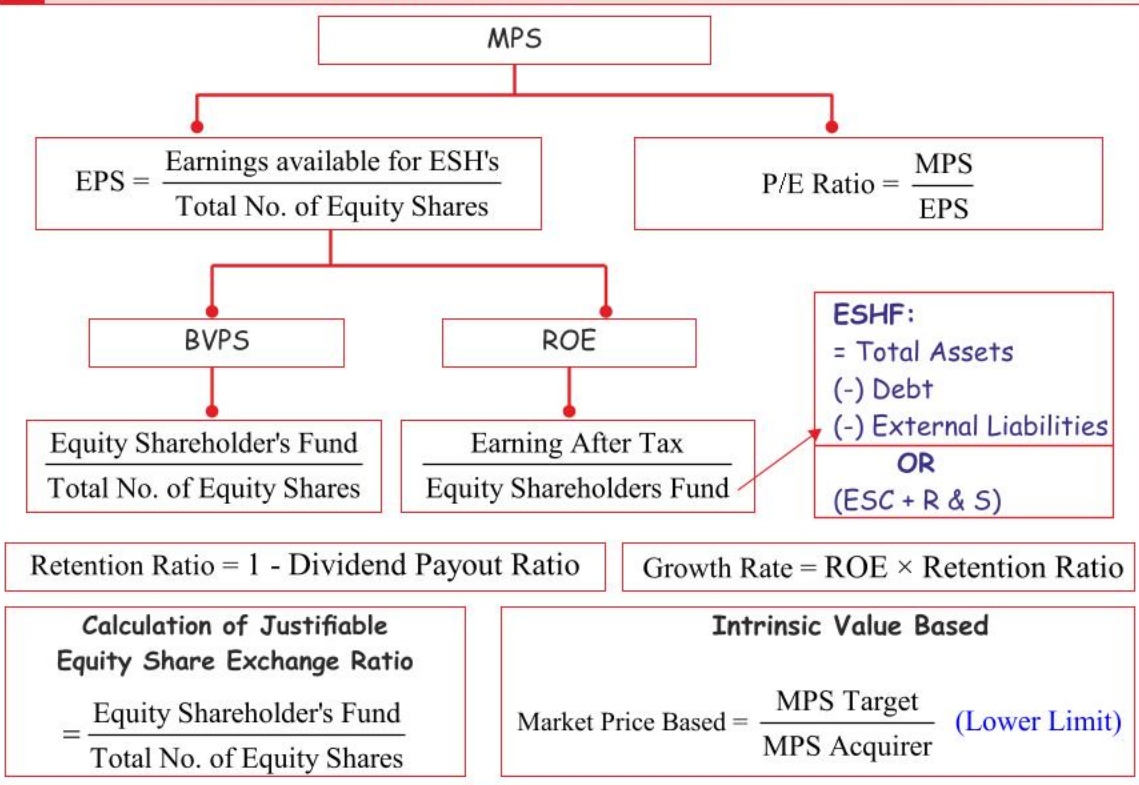 MPS
EPS = Earnings available for ESH's
Total No. of Equity Shares
P/E Ratio = MPS
EPS
BVPS
ROE
Equity Shareholder's Fund
Total No. of Equity Shares
Earning After Tax
Equity Shareholders Fund
ESHF:
= Total Assets
(-) Debt
(-) External Liabilities
OR
(ESC + R & S)
Retention Ratio = 1 - Dividend Payout Ratio
Growth Rate = ROE × Retention Ratio
Calculation of Justifiable
Equity Share Exchange Ratio
= Equity Shareholder's Fund
Total No. of Equity Shares
Intrinsic Value Based
Market Price Based = MPS Target (Lower Limit)
MPS Acquirer